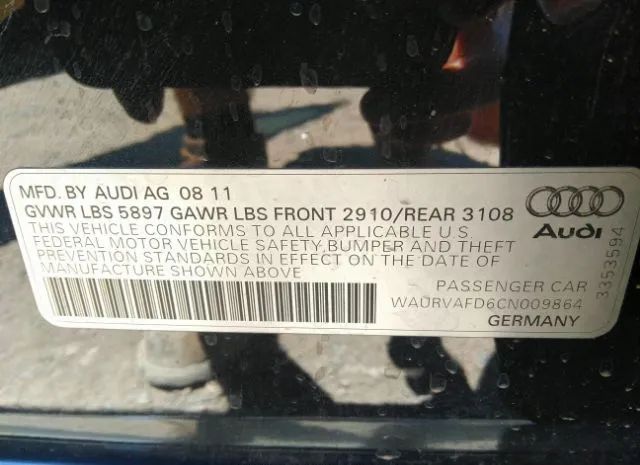 MFD. BY AUDI AG 08 11
GVWR LBS 5897 GAWR LBS FRONT 2910/REAR 3108
THIS VEHICLE CONFORMS TO ALL APPLICABLE U.S.
FEDERAL MOTOR VEHICLE SAFETY,BUMPER AND THEFT
PREVENTION STANDARDS IN EFFECT ON THE DATE OF
MANUFACTURE SHOWN ABOVE
Audi
3353594
PASSENGER CAR
WAURVAFD6CN009864
GERMANY